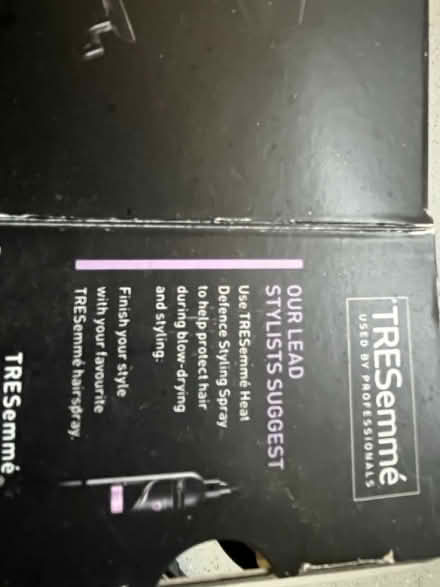 TRESemmé
USED BY PROFESSIONALS
OUR LEAD
STYLISTS SUGGEST
Use TRESemmé Heat
Defence Styling Spray
to help protect hair
during blow-drying
and styling.
Finish your style
with your favourite
TRESemmé hairspray.
TRESemmé